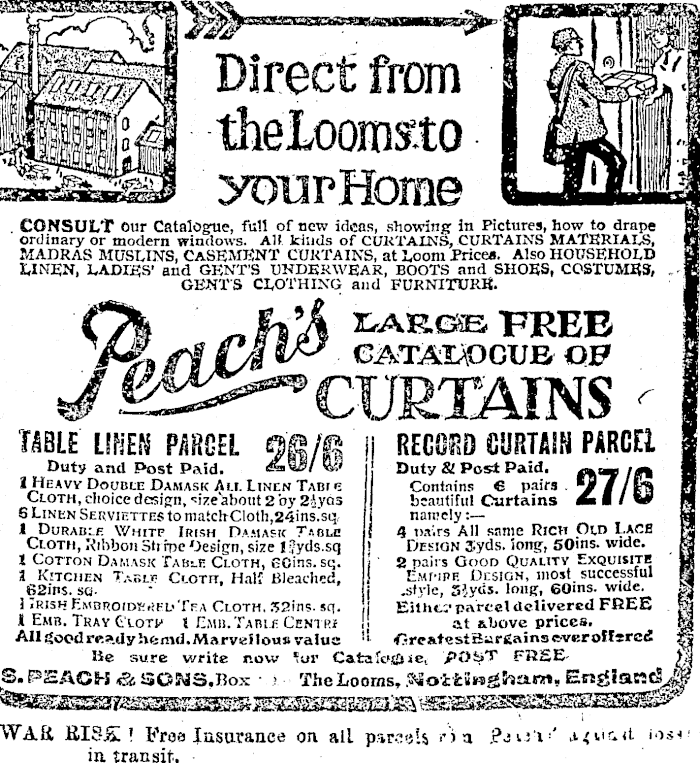 Direct from
the Looms to
your Home
CONSULT our Catalogue, full of new ideas, showing in Pictures, how to drape
ordinary or modern windows. All kinds of CURTAINS, CURTAINS MATERIALS,
MADRAS MUSLINS, CASEMENT CURTAINS, at Loom Prices. Also HOUSEHOLD
LINEN, LADIES' and GENT'S UNDERWEAR, BOOTS and SHOES, COSTUMES,
GENT'S CLOTHING and FURNITURE.
Peach's
LARGE FREE
CATALOGUE OF
CURTAINS
TABLE LINEN PARCEL 26/6
Duty and Post Paid.
1 HEAVY DOUBLE DAMASK ALL LINEN TABLE
CLOTH, choice design, size about 2 by 2½yds
6 LINEN SERVIETTES to match Cloth, 24ins.sq.
1 DURABLE WHITE IRISH DAMASK TABLE
CLOTH, Ribbon Stripe Design, size yds.sq
1 COTTON DAMASK TABLE CLOTH, 60ins. sq.
1 KITCHEN TABLE CLOTH, Half Bleached,
62ins. sq.
1 IRISH EMBROIDERED TEA CLOTH, 32ins. sq.
1 EMB. TRAY CLOTH 1 EMB. TABLE CENTRE
All good ready hemd. Marvellous value
RECORD CURTAIN PARCEL
Duty & Post Paid.
Contains 6 pairs
beautiful Curtains
namely:—
27/6
4 pairs All same RICH OLD LACE
DESIGN 3yds. long, 50ins. wide.
2 pairs GOOD QUALITY EXQUISITE
EMPIRE DESIGN, most successful
style, 3½yds. long, 60ins. wide.
Either parcel delivered FREE
at above prices.
Greatest Bargains ever offered
Be sure write now for Catalogue, POST FREE
S. PEACH & SONS, Box The Looms, Nottingham, England
WAR RISK! Free Insurance on all parcels against loss
in transit.